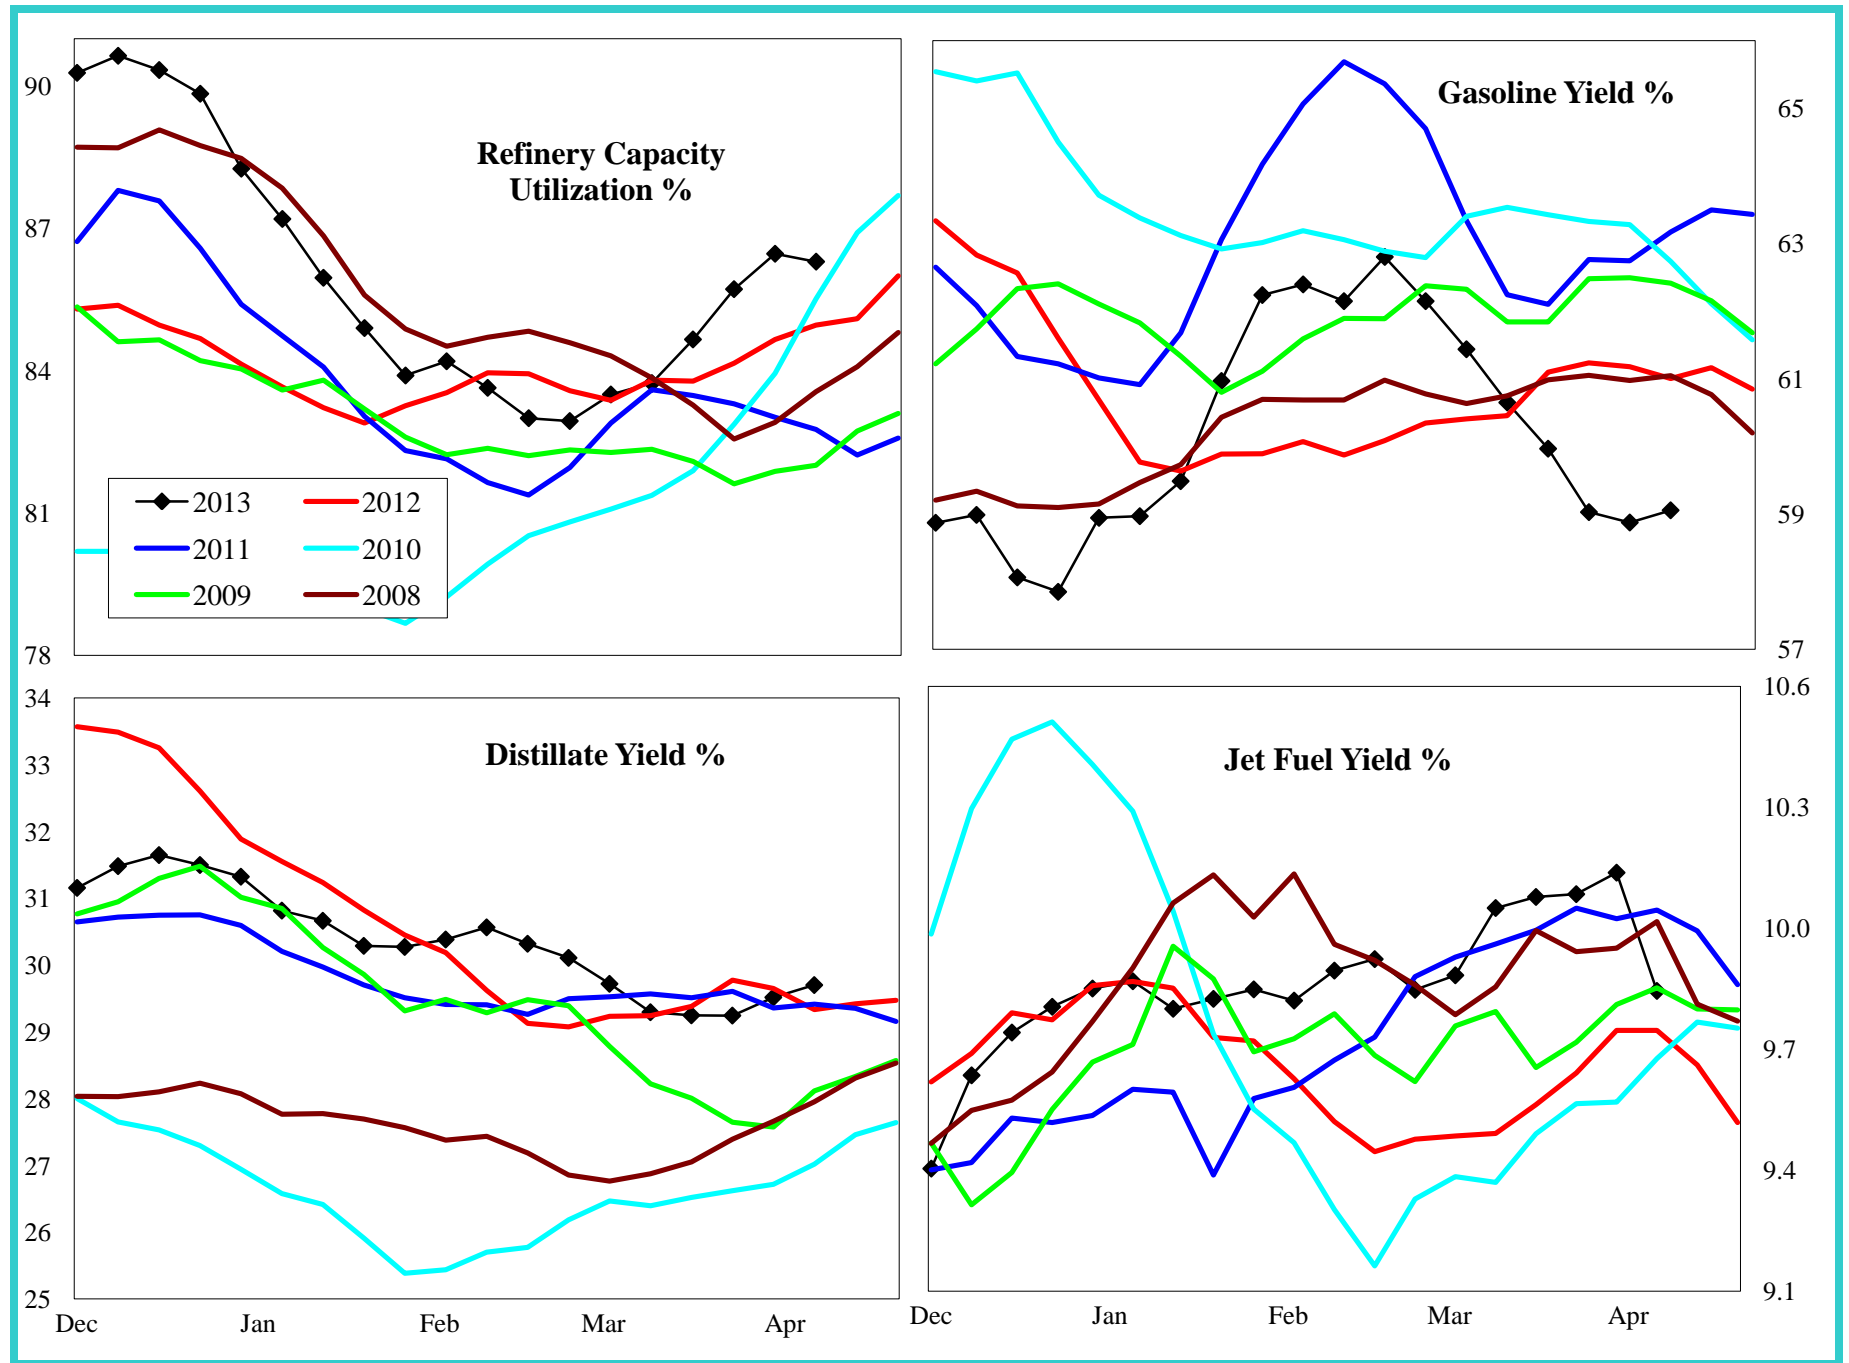 90
87
84
81
78
Refinery Capacity
Utilization %
2013
2012
2011
2010
2009
2008
Gasoline Yield %
65
63
61
59
57
34
33
32
31
30
29
28
27
26
25
Distillate Yield %
Dec
Jan
Feb
Mar
Apr
Jet Fuel Yield %
10.6
10.3
10.0
9.7
9.4
9.1
Dec
Jan
Feb
Mar
Apr